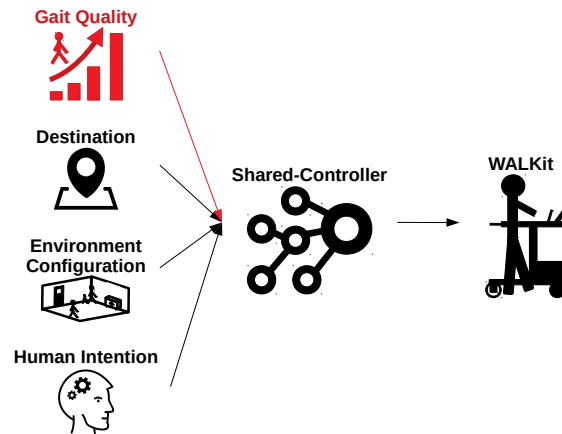 Gait Quality
Destination
Shared-Controller
WALKit
Environment
Configuration
Human Intention